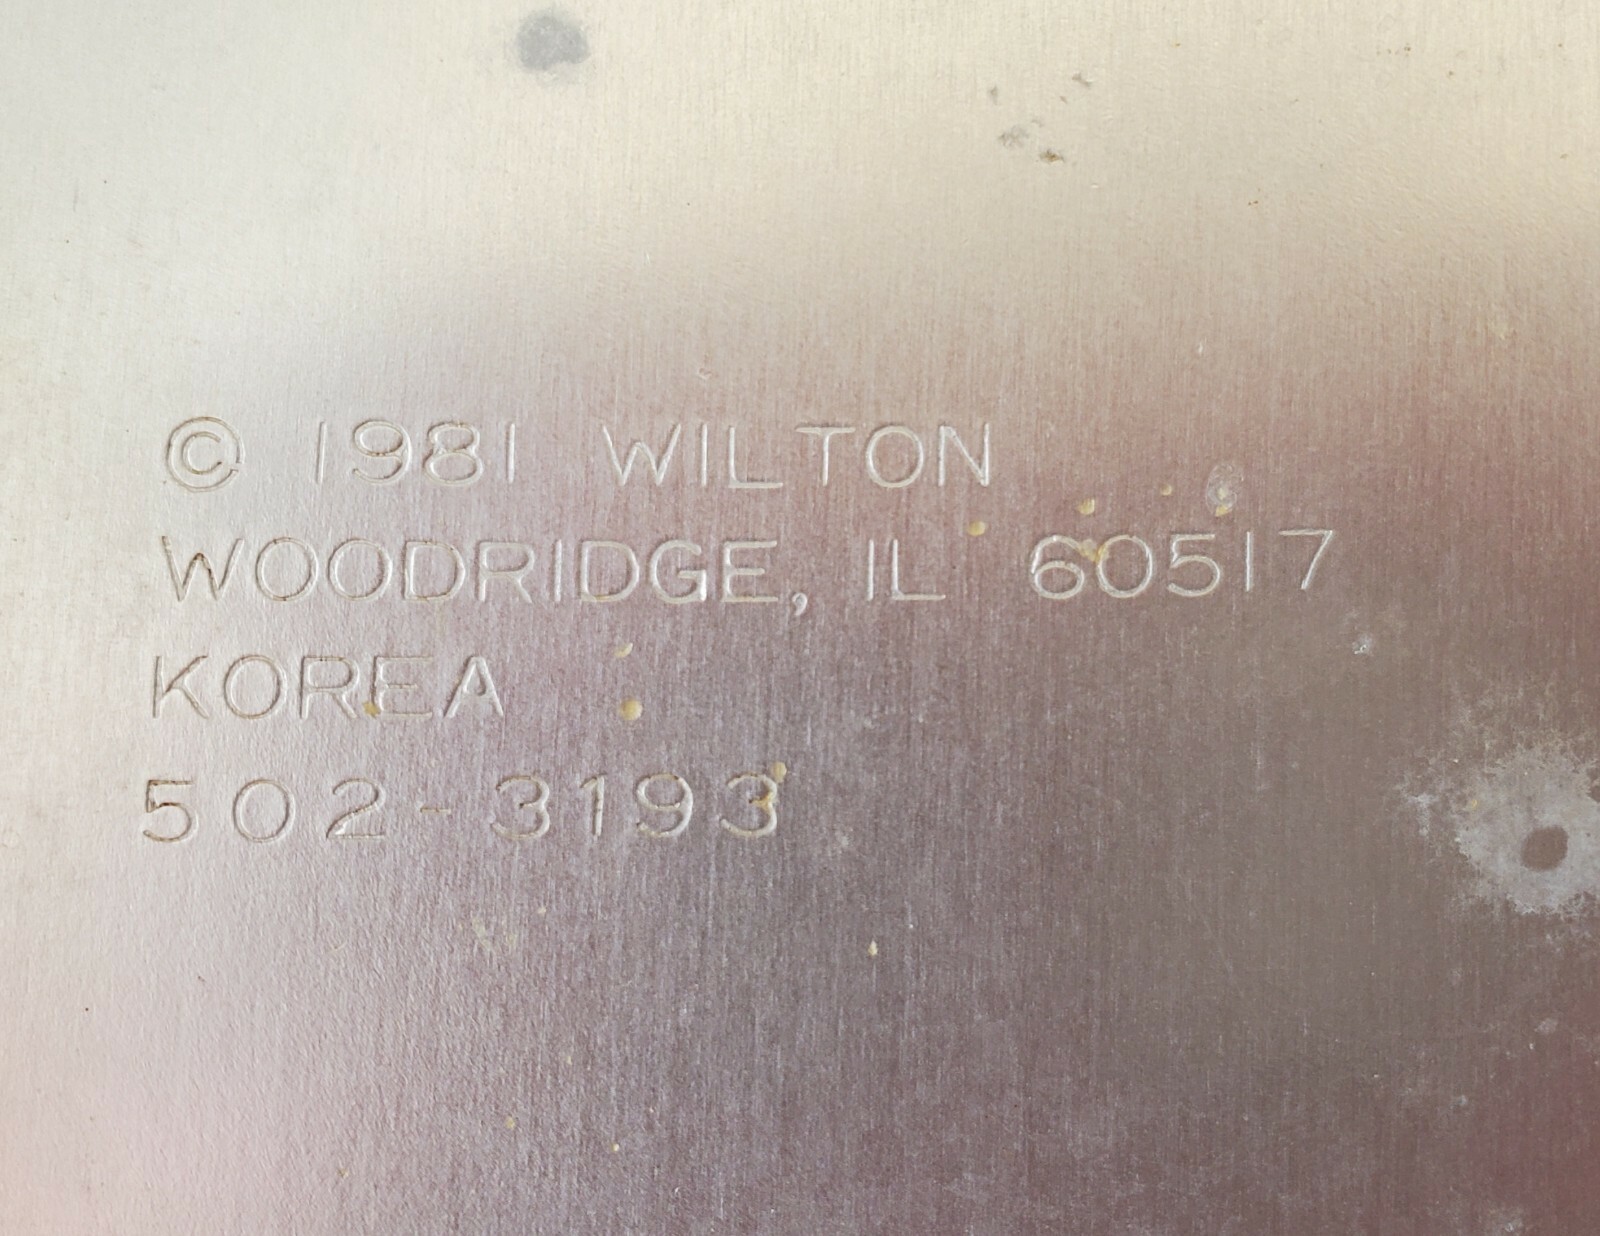 © 1981 WILTON
WOODRIDGE, IL 60517
KOREA
502-3193